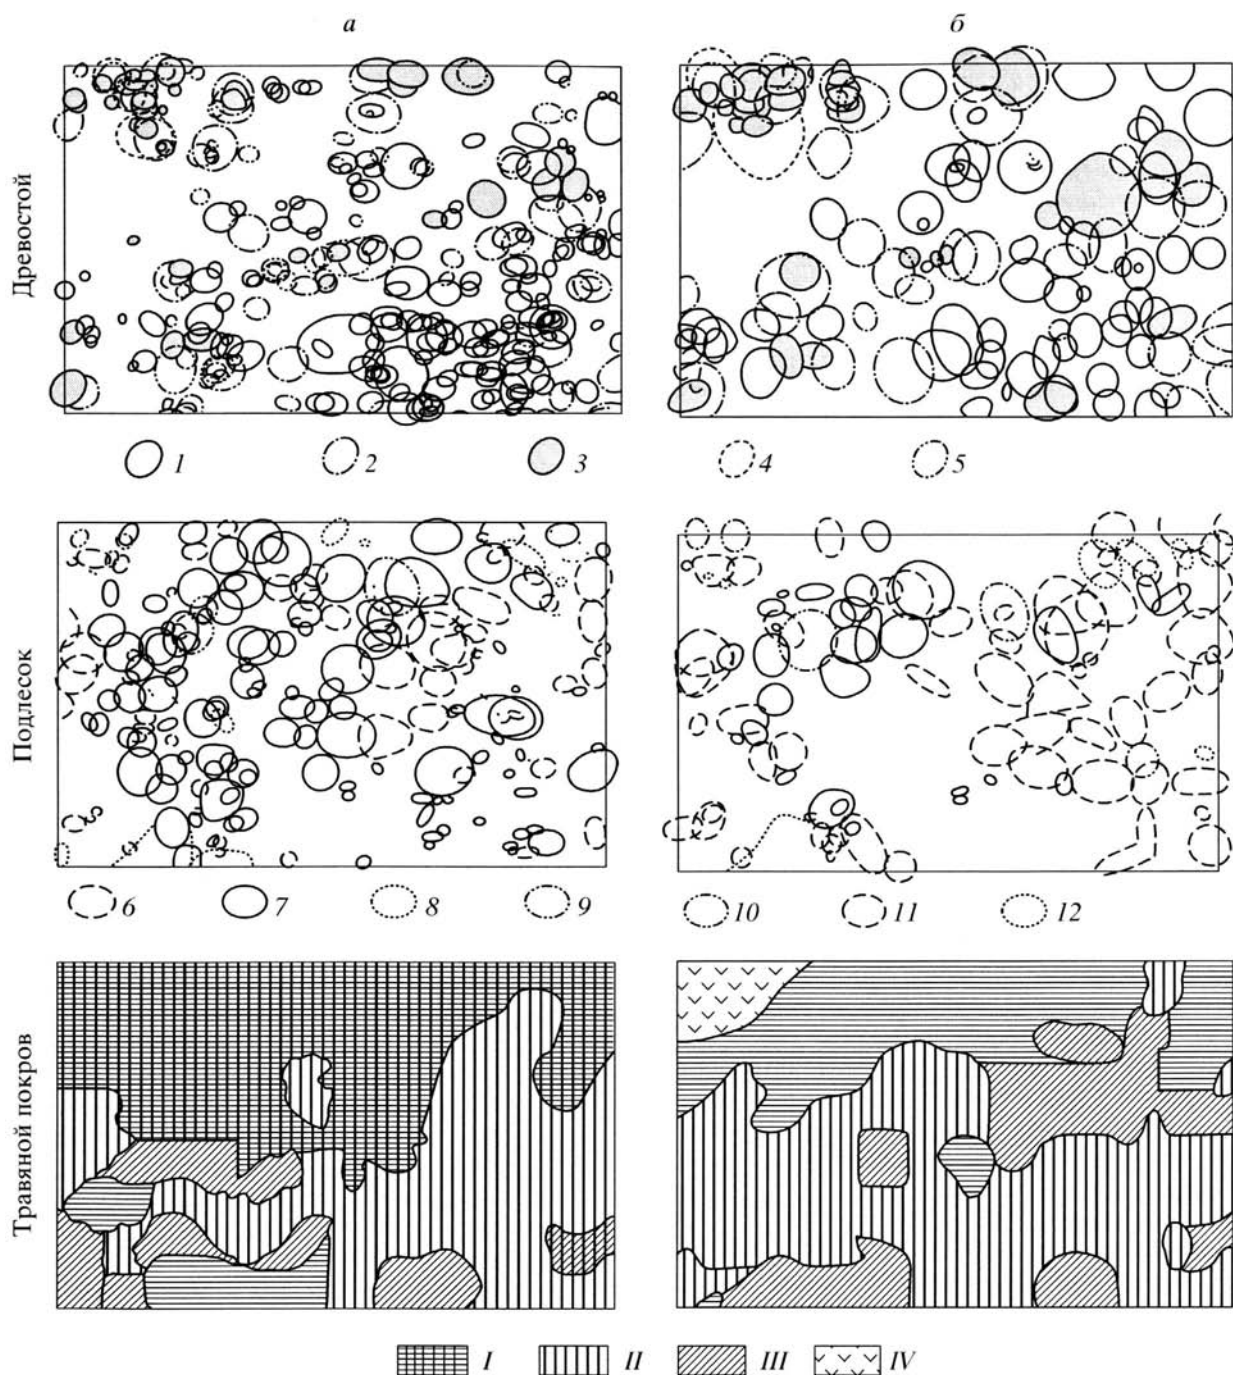 а б
Древостой
1 2 3 4 5
Подлесок
6 7 8 9 10 11 12
Травяной покров
I II III IV